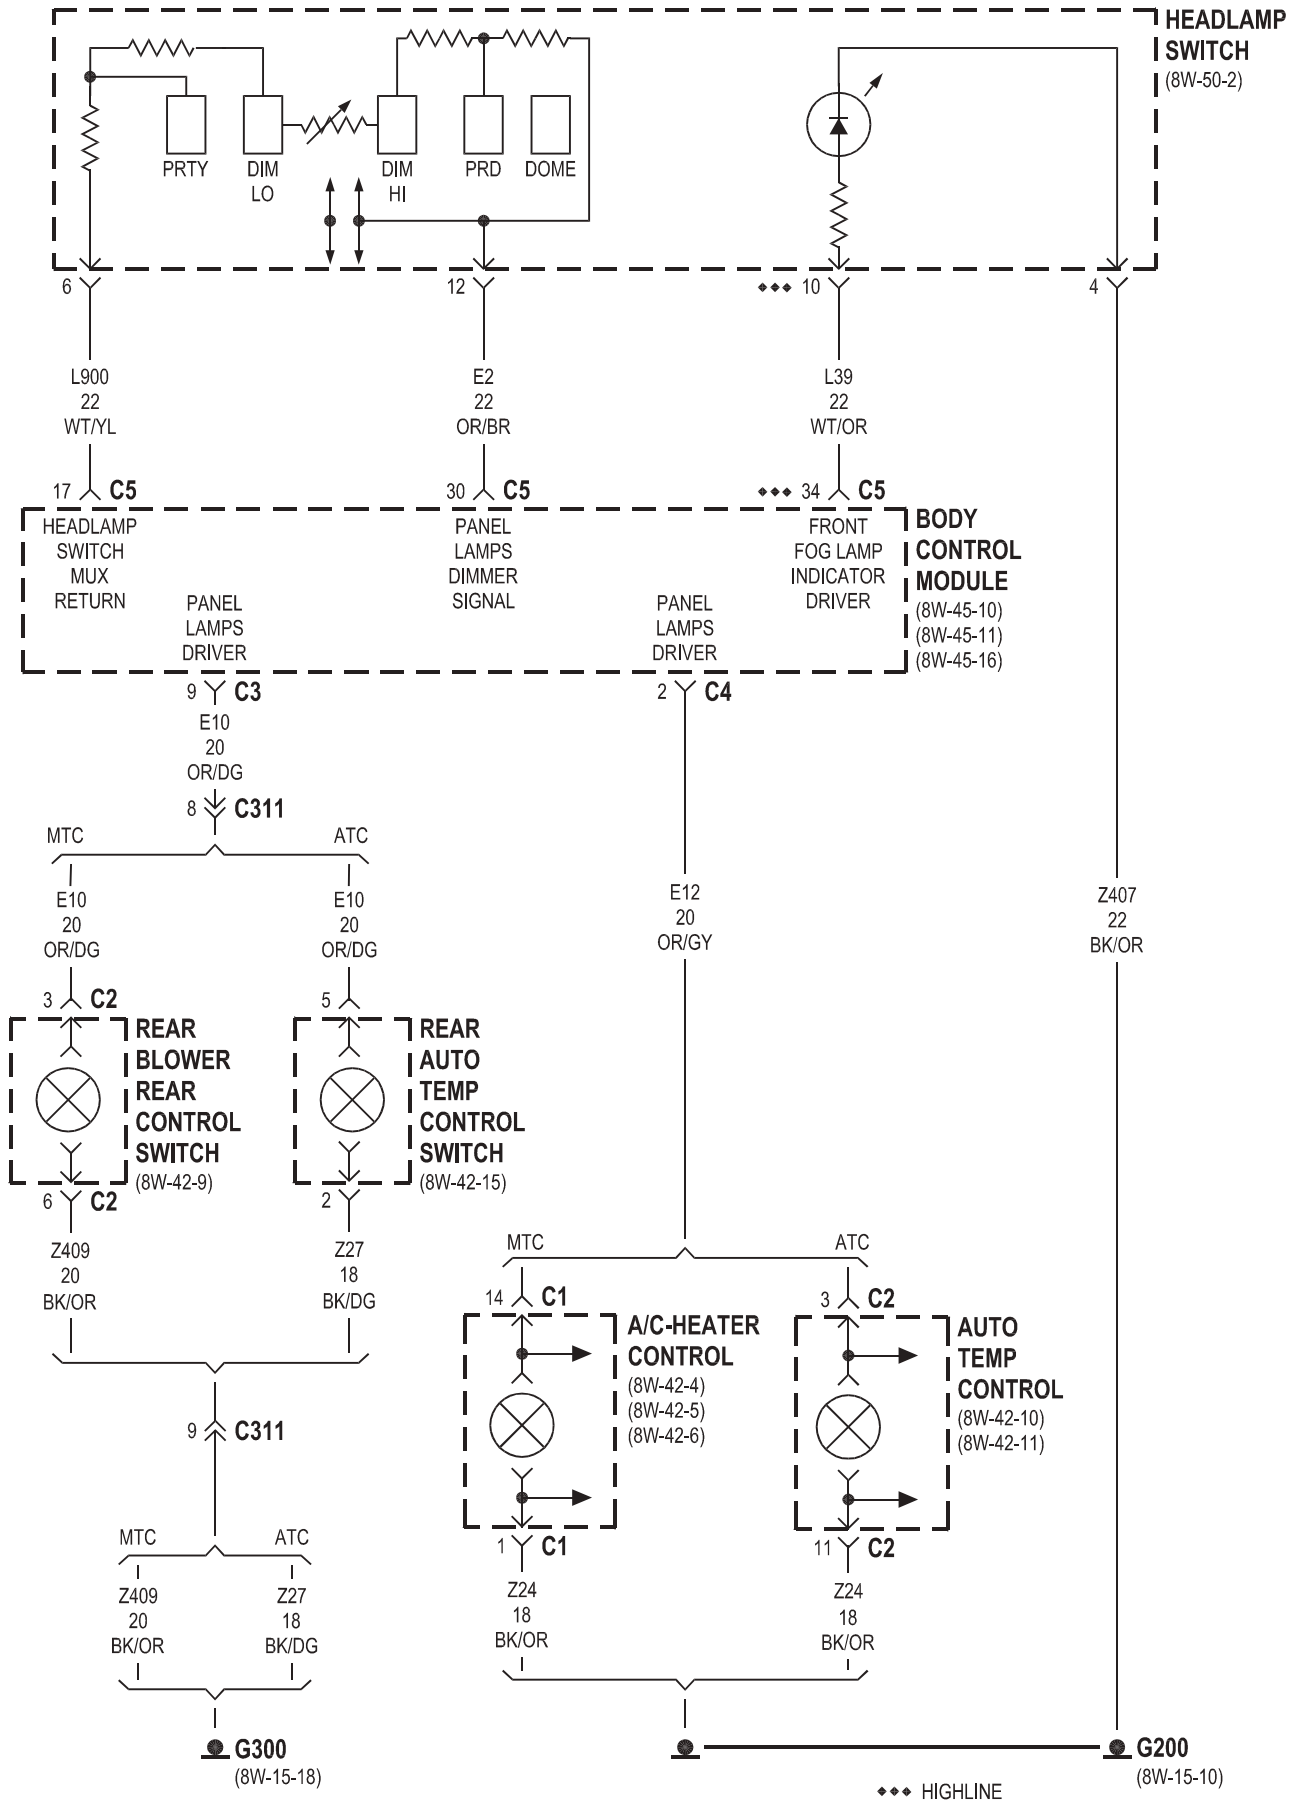 HEADLAMP
SWITCH
(8W-50-2)
PRTY
DIM
LO
DIM
HI
PRD
DOME
6
12
10
4
L900
22
WT/YL
E2
22
OR/BR
L39
22
WT/OR
17
C5
30
C5
34
C5
HEADLAMP
SWITCH
MUX
RETURN
PANEL
LAMPS
DIMMER
SIGNAL
FRONT
FOG LAMP
INDICATOR
DRIVER
BODY
CONTROL
MODULE
(8W-45-10)
(8W-45-11)
(8W-45-16)
PANEL
LAMPS
DRIVER
PANEL
LAMPS
DRIVER
9
C3
2
C4
E10
20
OR/DG
8
C311
MTC
ATC
E10
20
OR/DG
E10
20
OR/DG
E12
20
OR/GY
Z407
22
BK/OR
3
C2
5
REAR
BLOWER
REAR
CONTROL
SWITCH
(8W-42-9)
REAR
AUTO
TEMP
CONTROL
SWITCH
(8W-42-15)
6
C2
2
Z409
20
BK/OR
Z27
18
BK/DG
MTC
ATC
14
C1
3
C2
A/C-HEATER
CONTROL
(8W-42-4)
(8W-42-5)
(8W-42-6)
AUTO
TEMP
CONTROL
(8W-42-10)
(8W-42-11)
9
C311
MTC
ATC
1
C1
11
C2
Z409
20
BK/OR
Z27
18
BK/DG
Z24
18
BK/OR
Z24
18
BK/OR
G300
(8W-15-18)
G200
(8W-15-10)
HIGHLINE